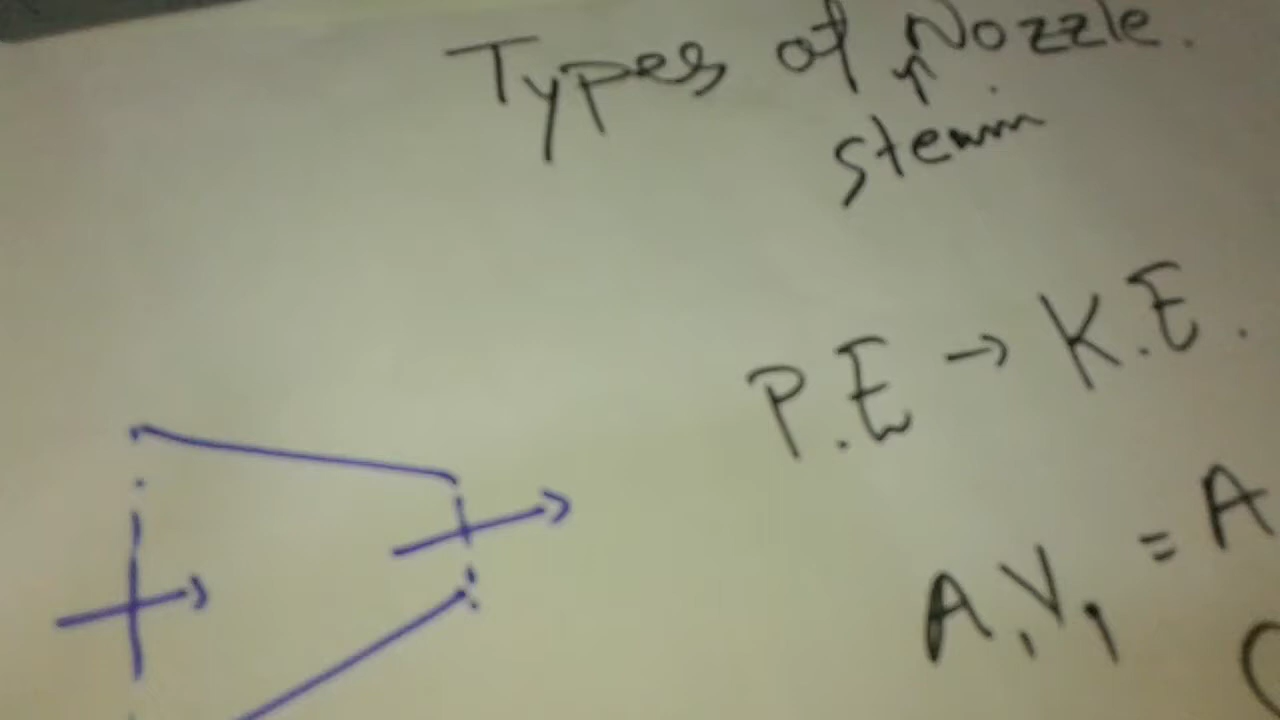 Types of Nozzle.
steam
P.E → K.E.
A₁V₁ = A